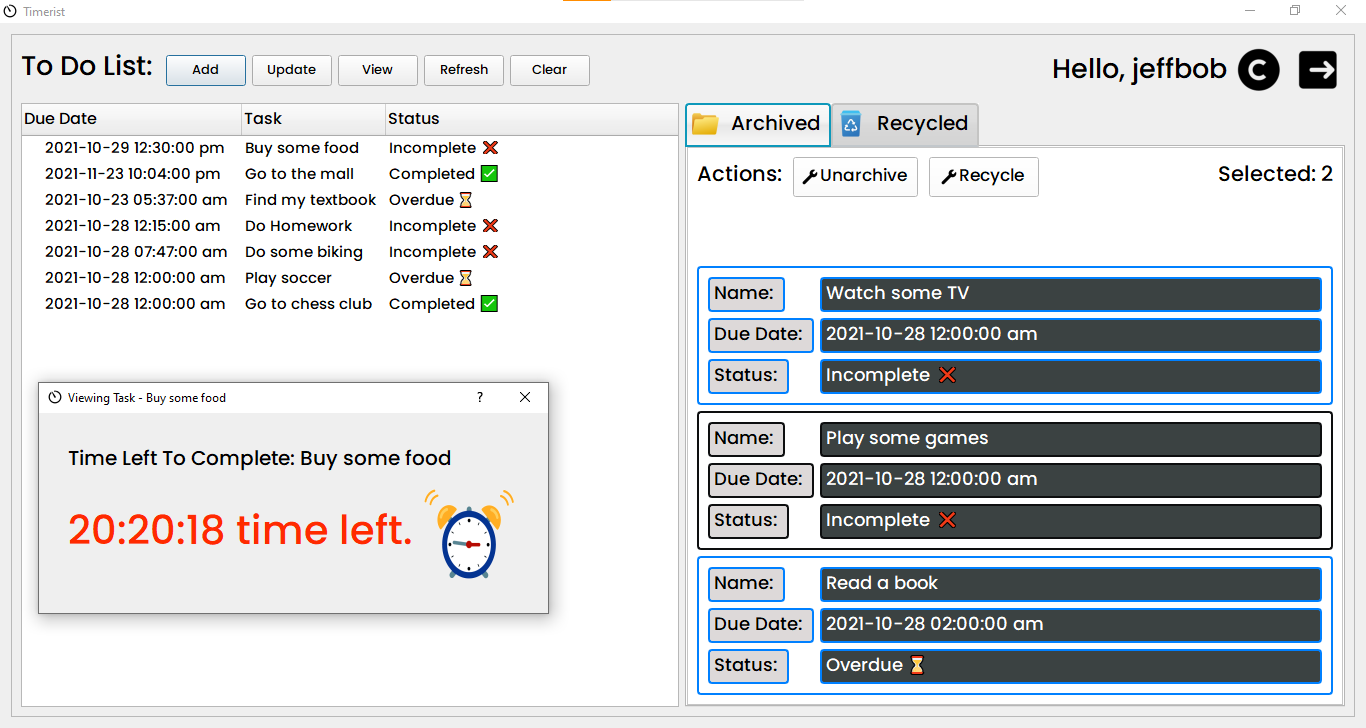 Timerist
To Do List:
Add
Update
View
Refresh
Clear
Hello, jeffbob
C
Due Date Task Status
2021-10-29 12:30:00 pm Buy some food Incomplete ❌
2021-11-23 10:04:00 pm Go to the mall Completed ✅
2021-10-23 05:37:00 am Find my textbook Overdue ⌛
2021-10-28 12:15:00 am Do Homework Incomplete ❌
2021-10-28 07:47:00 am Do some biking Incomplete ❌
2021-10-28 12:00:00 am Play soccer Overdue ⌛
2021-10-28 12:00:00 am Go to chess club Completed ✅
Viewing Task - Buy some food
?
Time Left To Complete: Buy some food
20:20:18 time left.
Archived
Recycled
Actions:
Unarchive
Recycle
Selected: 2
Name: Watch some TV
Due Date: 2021-10-28 12:00:00 am
Status: Incomplete ❌
Name: Play some games
Due Date: 2021-10-28 12:00:00 am
Status: Incomplete ❌
Name: Read a book
Due Date: 2021-10-28 02:00:00 am
Status: Overdue ⌛